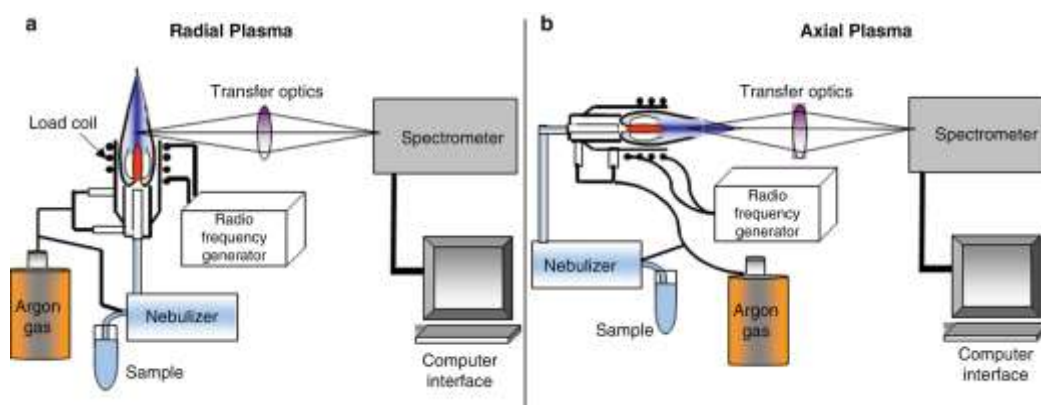 a
Radial Plasma
Transfer optics
Load coil
Spectrometer
Radio
frequency
generator
Argon
gas
Nebulizer
Sample
Computer
interface
b
Axial Plasma
Transfer optics
Spectrometer
Radio
frequency
generator
Nebulizer
Sample
Argon
gas
Computer
interface